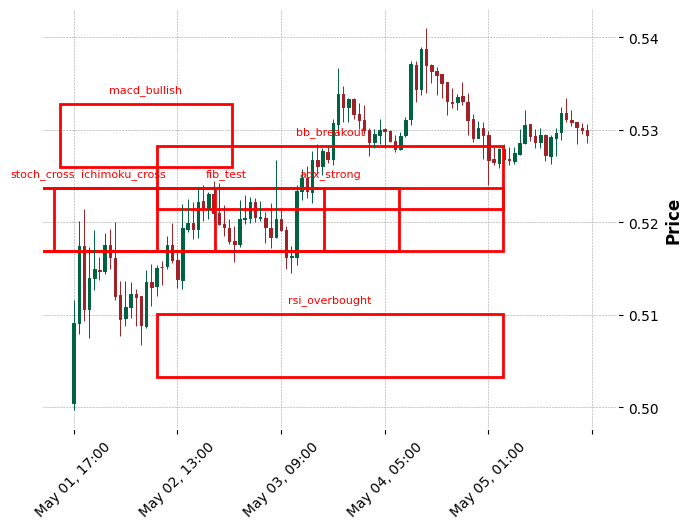 0.54
macd_bullish
0.53
bb_breakout
stoch_cross
ichimoku_cross
fib_test
adx_strong
0.52
Price
0.51
rsi_overbought
0.50
May 01, 17:00
May 02, 13:00
May 03, 09:00
May 04, 05:00
May 05, 01:00